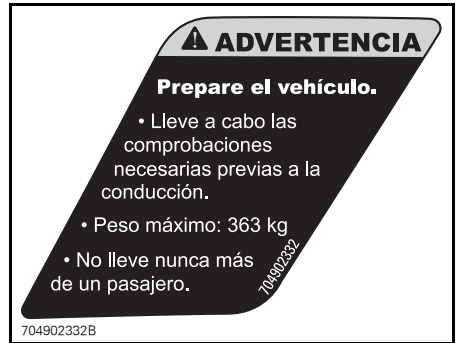 ADVERTENCIA
Prepare el vehículo.
• Lleve a cabo las
comprobaciones
necesarias previas a la
conducción.
• Peso máximo: 363 kg
• No lleve nunca más
de un pasajero.
704902332
704902332B